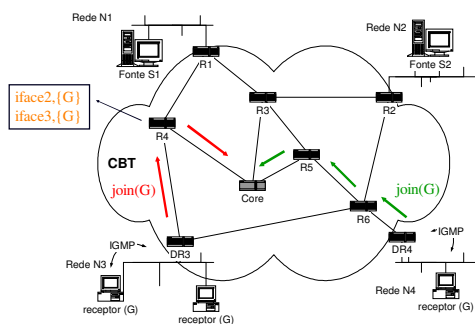 Rede N1
Rede N2
Fonte S1
R1
Fonte S2
R3
R2
iface2,{G}
iface3,{G}
R4
CBT
R5
join(G)
Core
join(G)
R6
IGMP
DR3
DR4
IGMP
Rede N3
Rede N4
receptor (G)
receptor (G)
receptor (G)